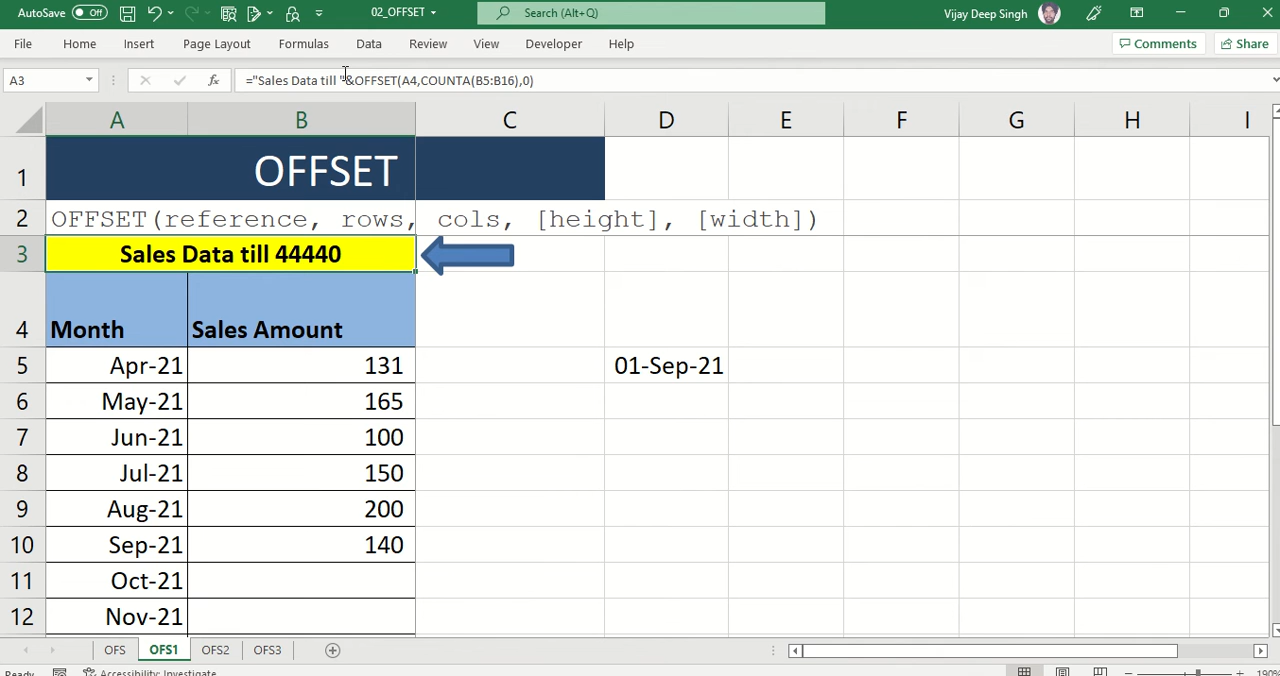 AutoSave Off 02_OFFSET Search (Alt+Q) Vijay Deep Singh
File Home Insert Page Layout Formulas Data Review View Developer Help Comments Share
A3 fx ="Sales Data till "&OFFSET(A4,COUNTA(B5:B16),0)
A B C D E F G H I
1 OFFSET
2 OFFSET(reference, rows, cols, [height], [width])
3 Sales Data till 44440
4 Month Sales Amount
5 Apr-21 131 01-Sep-21
6 May-21 165
7 Jun-21 100
8 Jul-21 150
9 Aug-21 200
10 Sep-21 140
11 Oct-21
12 Nov-21
OFS OFS1 OFS2 OFS3
Ready Accessibility: Investigate 190%